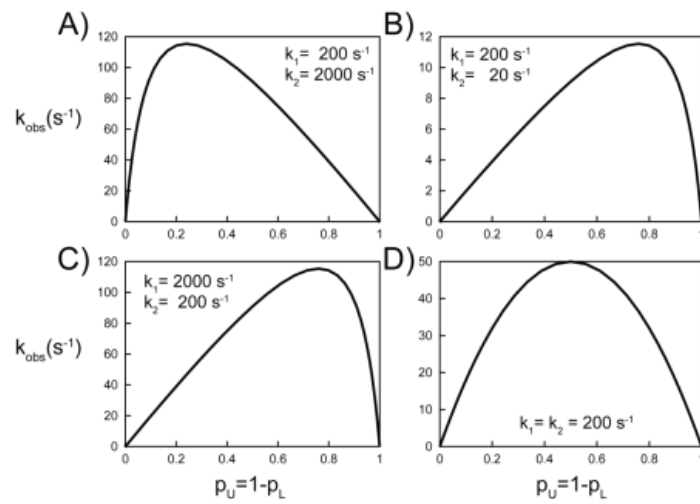 A)
k₁= 200 s⁻¹
k₂= 2000 s⁻¹
kobs(s⁻¹)
120
100
80
60
40
20
0
0 0.2 0.4 0.6 0.8 1
B)
k₁= 200 s⁻¹
k₂= 20 s⁻¹
12
10
8
6
4
2
0
0 0.2 0.4 0.6 0.8 1
C)
k₁= 2000 s⁻¹
k₂= 200 s⁻¹
kobs(s⁻¹)
120
100
80
60
40
20
0
0 0.2 0.4 0.6 0.8 1
pU=1-pL
D)
50
40
30
20
10
0
k₁= k₂ = 200 s⁻¹
0 0.2 0.4 0.6 0.8 1
pU=1-pL